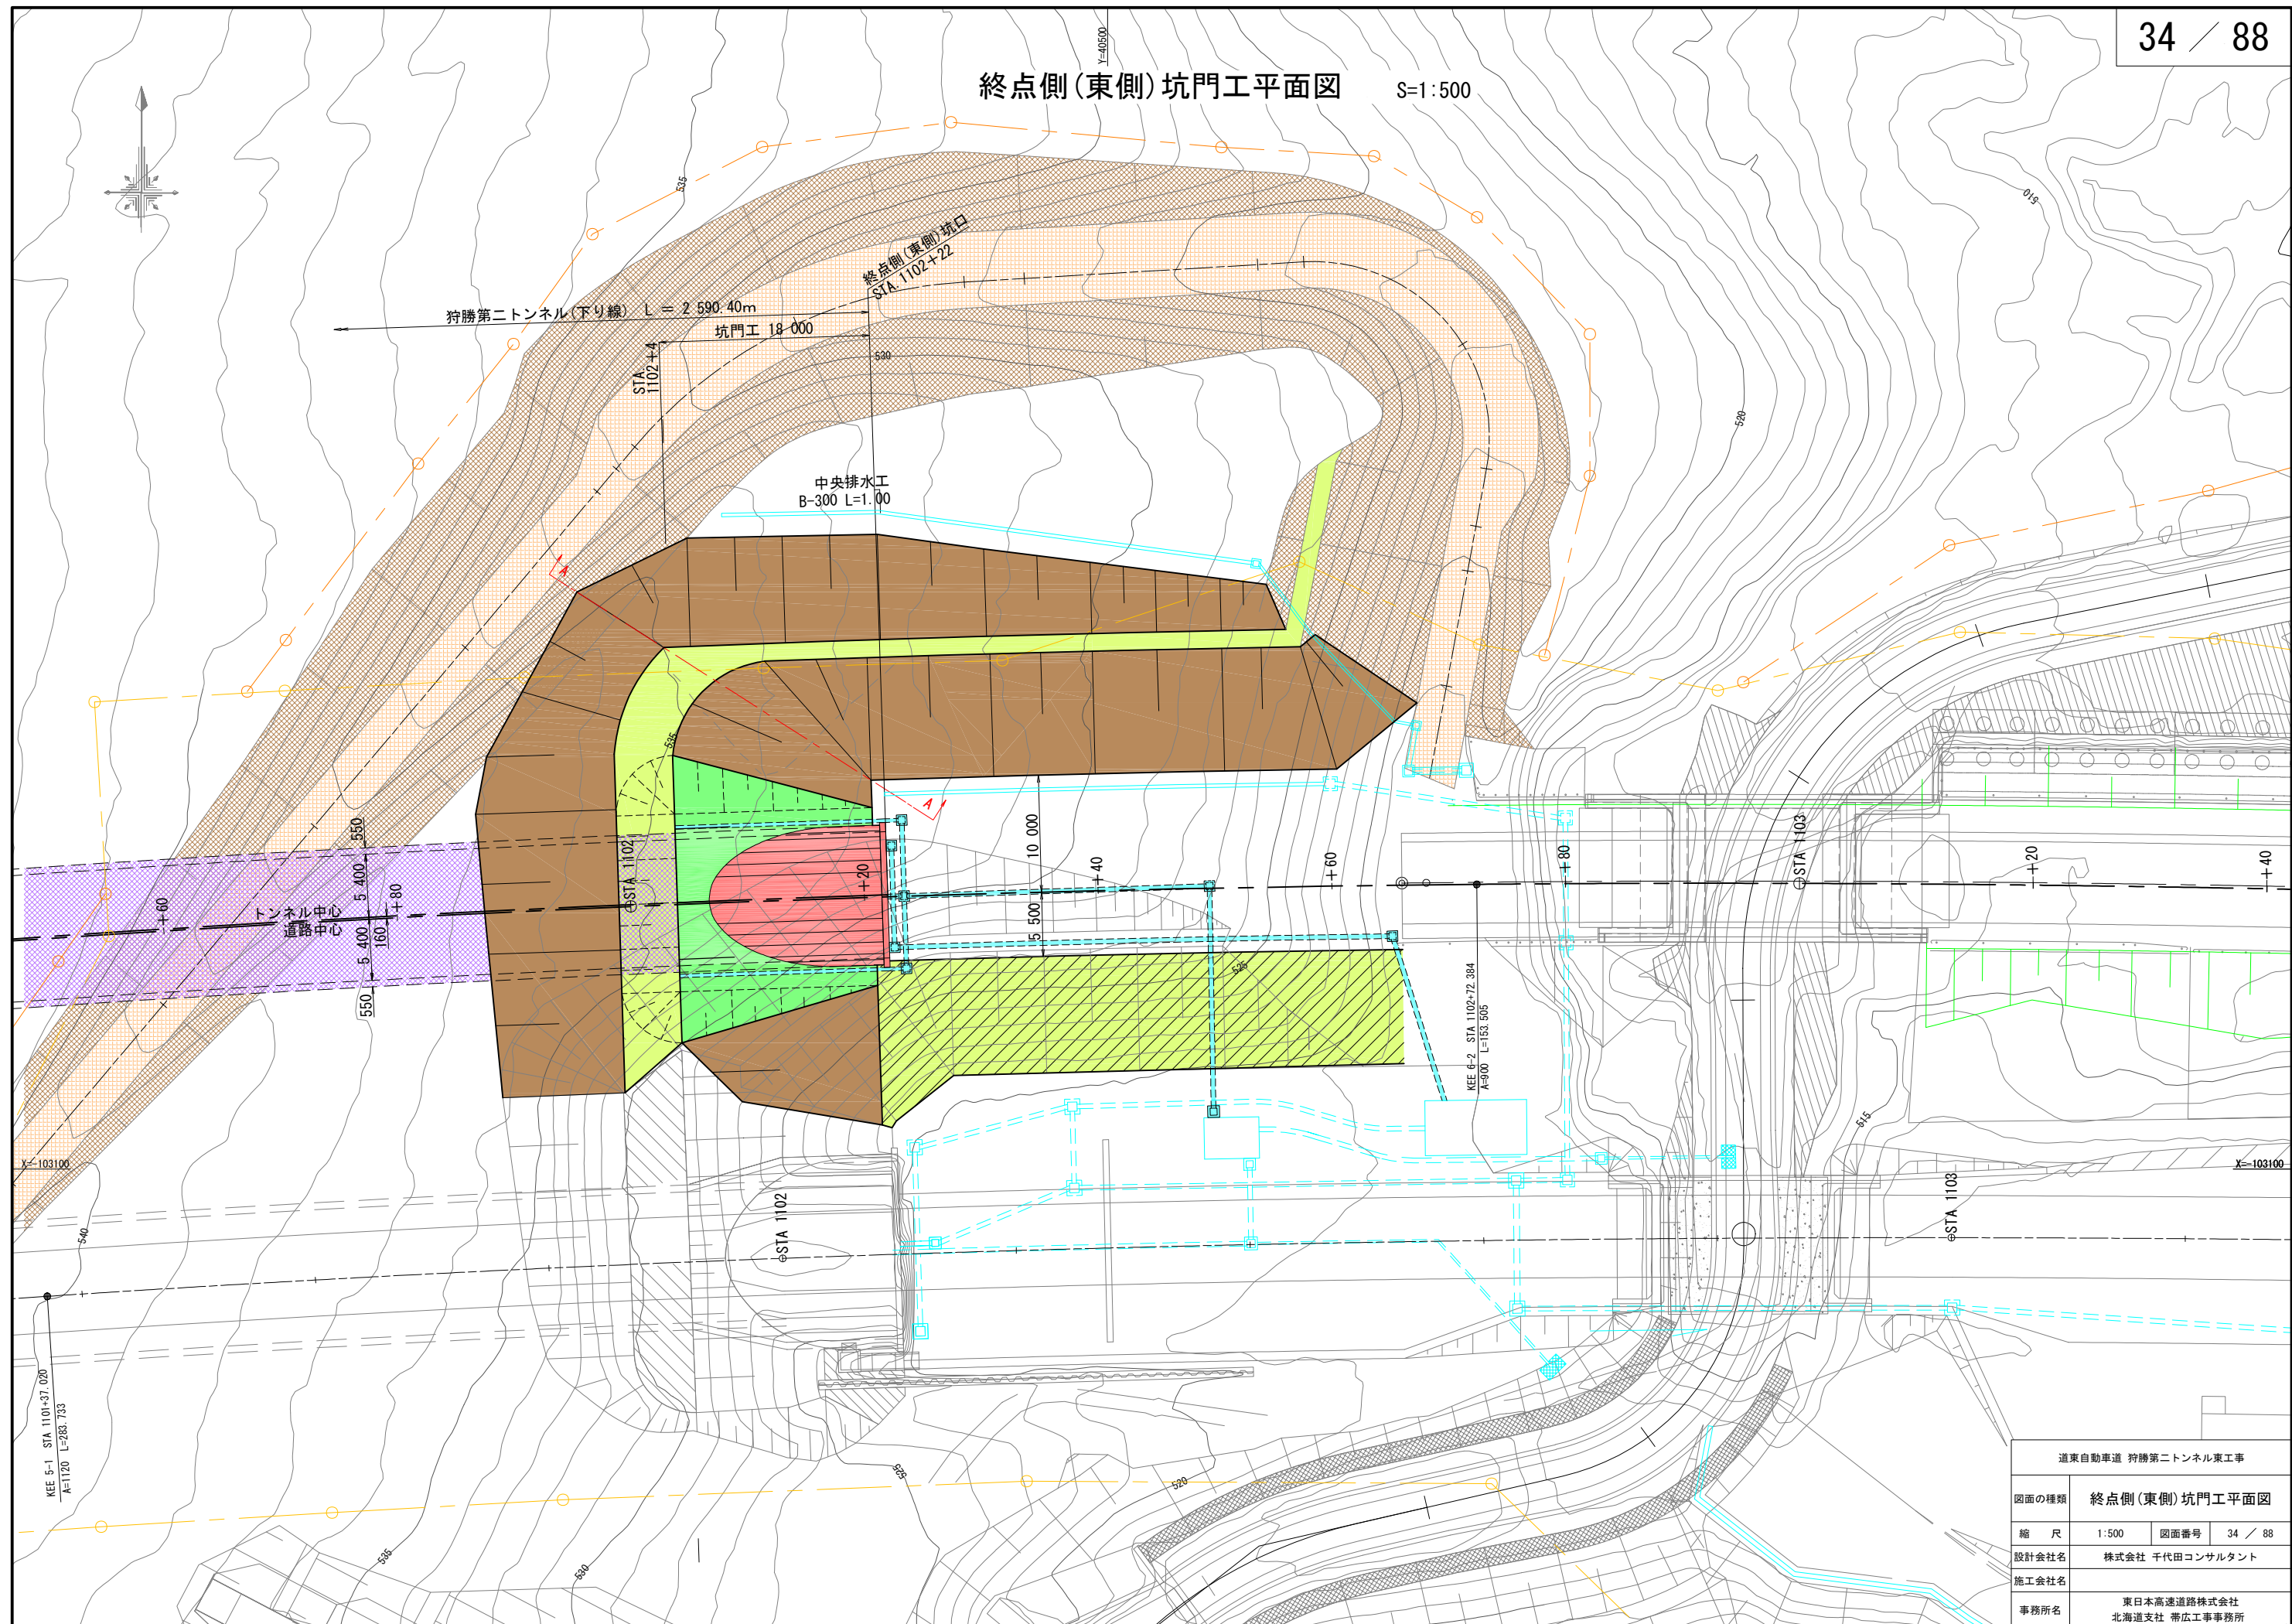 34 / 88
終点側(東側)坑門工平面図 S=1:500
Y=40500
535
510
終点側(東側)坑口
STA.1102+22
狩勝第二トンネル(下り線) L = 2 590.40m
坑門工 18 000
STA.
1102+4
530
520
中央排水工
B-300 L=1.00
A
A
535
550
5 400
5 400
160
550
+60
+80
トンネル中心
道路中心
STA 1102
+20
10 000
5 500
+40
+60
+80
STA 1103
+20
+40
525
KEE 6-2 STA 1102+72.384
A=900 L=153.505
515
X=-103100
X=-103100
540
STA 1102
STA 1103
KEE 5-1 STA 1101+37.020
A=1120 L=283.733
525
520
535
530
道東自動車道 狩勝第二トンネル東工事
図面の種類 終点側(東側)坑門工平面図
縮 尺 1:500 図面番号 34 / 88
設計会社名 株式会社 千代田コンサルタント
施工会社名
事務所名 東日本高速道路株式会社
北海道支社 帯広工事事務所